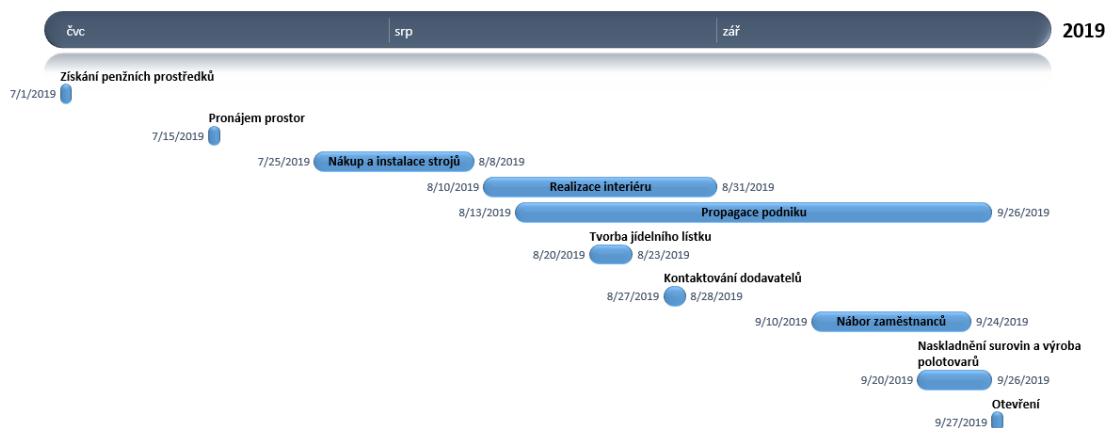 čvc srp zář 2019
Získání penžních prostředků
7/1/2019
Pronájem prostor
7/15/2019
7/25/2019 Nákup a instalace strojů 8/8/2019
8/10/2019 Realizace interiéru 8/31/2019
8/13/2019 Propagace podniku 9/26/2019
Tvorba jídelního lístku
8/20/2019 8/23/2019
Kontaktování dodavatelů
8/27/2019 8/28/2019
9/10/2019 Nábor zaměstnanců 9/24/2019
Naskladnění surovin a výroba
polotovarů
9/20/2019 9/26/2019
Otevření
9/27/2019